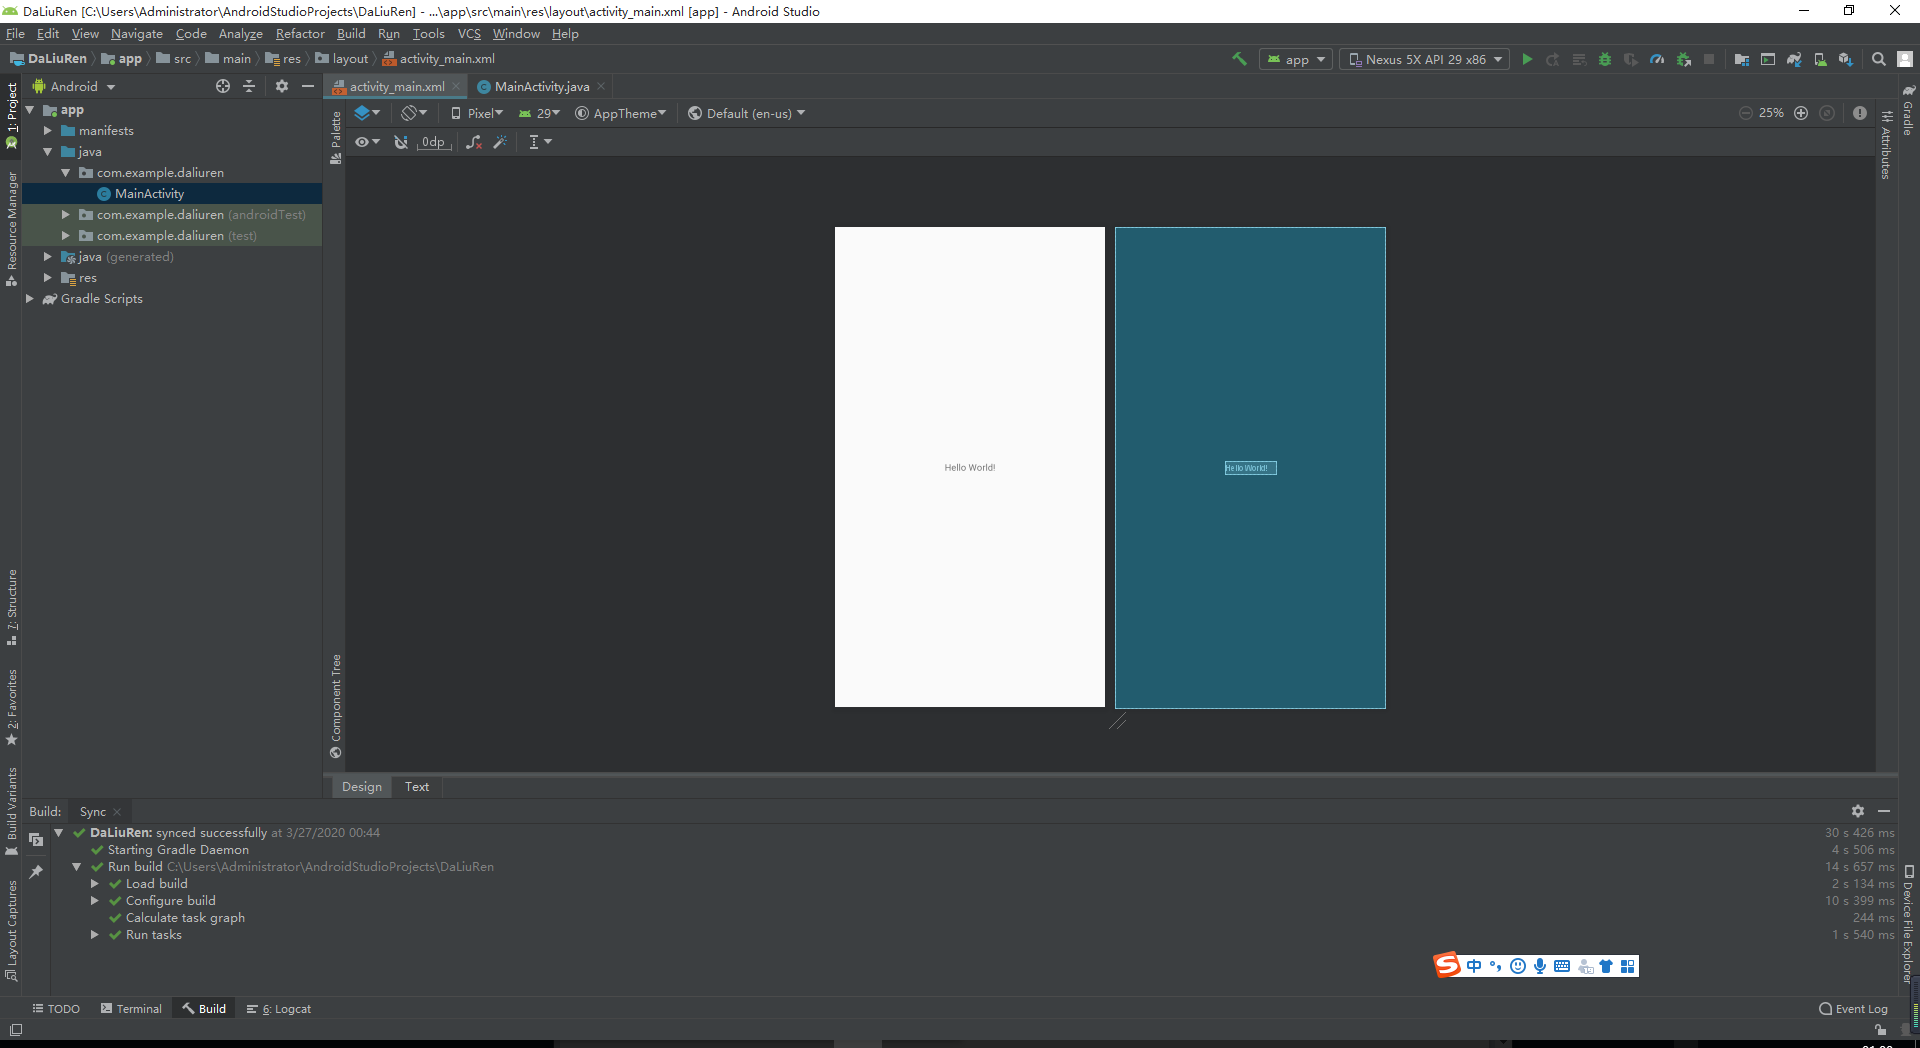 DaLiuRen [C:\Users\Administrator\AndroidStudioProjects\DaLiuRen] - ...\app\src\main\res\layout\activity_main.xml [app] - Android Studio
File Edit View Navigate Code Analyze Refactor Build Run Tools VCS Window Help
DaLiuRen app src main res layout activity_main.xml
app Nexus 5X API 29 x86
Android
activity_main.xml MainActivity.java
Pixel 29 AppTheme Default (en-us) 25%
0dp
app
manifests
java
com.example.daliuren
MainActivity
com.example.daliuren (androidTest)
com.example.daliuren (test)
java (generated)
res
Gradle Scripts
1: Project
Resource Manager
7: Structure
2: Favorites
Build Variants
Layout Captures
Palette
Component Tree
Gradle
Attributes
Device File Explorer
Hello World!
Hello World!
Design Text
Build: Sync
DaLiuRen: synced successfully at 3/27/2020 00:44 30 s 426 ms
Starting Gradle Daemon 4 s 506 ms
Run build C:\Users\Administrator\AndroidStudioProjects\DaLiuRen 14 s 657 ms
Load build 2 s 134 ms
Configure build 10 s 399 ms
Calculate task graph 244 ms
Run tasks 1 s 540 ms
S 中
TODO Terminal Build 6: Logcat Event Log